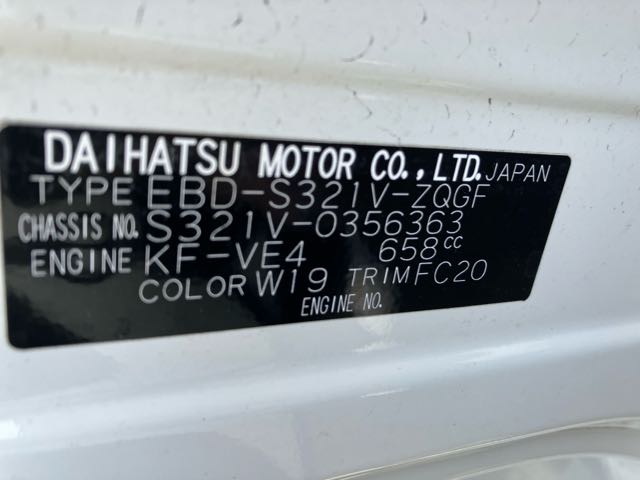 DAIHATSU MOTOR CO.,LTD. JAPAN
TYPE EBD-S321V-ZQGF
CHASSIS NO. S321V-0356363
ENGINE KF-VE4 658cc
COLOR W19 TRIM FC20
ENGINE NO.